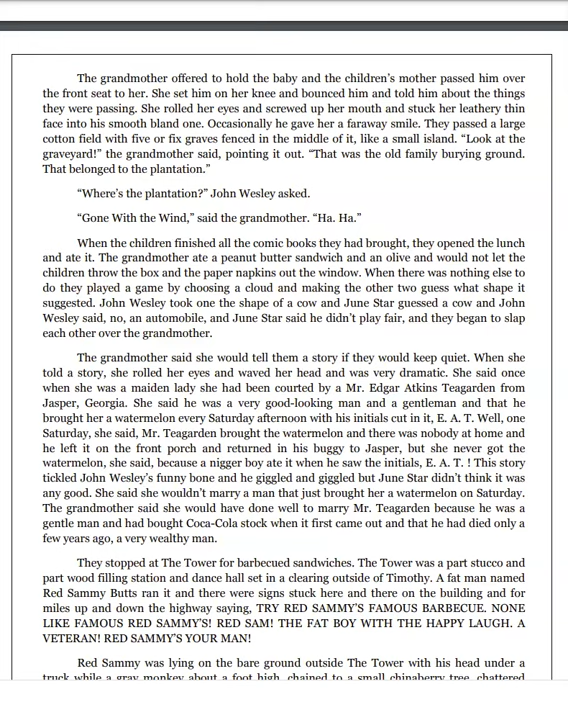 The grandmother offered to hold the baby and the children's mother passed him over
the front seat to her. She set him on her knee and bounced him and told him about the things
they were passing. She rolled her eyes and screwed up her mouth and stuck her leathery thin
face into his smooth bland one. Occasionally he gave her a faraway smile. They passed a large
cotton field with five or fix graves fenced in the middle of it, like a small island. “Look at the
graveyard!” the grandmother said, pointing it out. “That was the old family burying ground.
That belonged to the plantation.”
“Where's the plantation?” John Wesley asked.
“Gone With the Wind,” said the grandmother. “Ha. Ha.”
When the children finished all the comic books they had brought, they opened the lunch
and ate it. The grandmother ate a peanut butter sandwich and an olive and would not let the
children throw the box and the paper napkins out the window. When there was nothing else to
do they played a game by choosing a cloud and making the other two guess what shape it
suggested. John Wesley took one the shape of a cow and June Star guessed a cow and John
Wesley said, no, an automobile, and June Star said he didn't play fair, and they began to slap
each other over the grandmother.
The grandmother said she would tell them a story if they would keep quiet. When she
told a story, she rolled her eyes and waved her head and was very dramatic. She said once
when she was a maiden lady she had been courted by a Mr. Edgar Atkins Teagarden from
Jasper, Georgia. She said he was a very good-looking man and a gentleman and that he
brought her a watermelon every Saturday afternoon with his initials cut in it, E. A. T. Well, one
Saturday, she said, Mr. Teagarden brought the watermelon and there was nobody at home and
he left it on the front porch and returned in his buggy to Jasper, but she never got the
watermelon, she said, because a nigger boy ate it when he saw the initials, E. A. T. ! This story
tickled John Wesley's funny bone and he giggled and giggled but June Star didn't think it was
any good. She said she wouldn't marry a man that just brought her a watermelon on Saturday.
The grandmother said she would have done well to marry Mr. Teagarden because he was a
gentle man and had bought Coca-Cola stock when it first came out and that he had died only a
few years ago, a very wealthy man.
They stopped at The Tower for barbecued sandwiches. The Tower was a part stucco and
part wood filling station and dance hall set in a clearing outside of Timothy. A fat man named
Red Sammy Butts ran it and there were signs stuck here and there on the building and for
miles up and down the highway saying, TRY RED SAMMY'S FAMOUS BARBECUE. NONE
LIKE FAMOUS RED SAMMY'S! RED SAM! THE FAT BOY WITH THE HAPPY LAUGH. A
VETERAN! RED SAMMY'S YOUR MAN!
Red Sammy was lying on the bare ground outside The Tower with his head under a
truck while a gray monkey about a foot high, chained to a small chinaberry tree, chattered